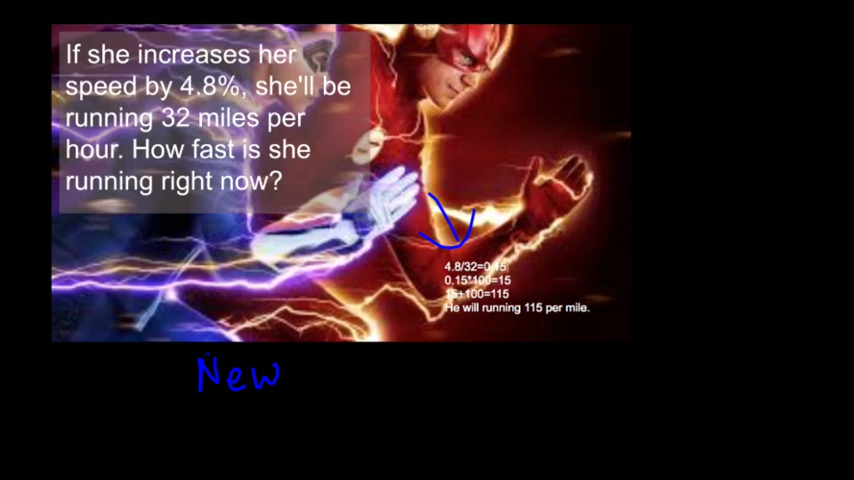 If she increases her
speed by 4.8%, she'll be
running 32 miles per
hour. How fast is she
running right now?
4.8/32=0.15
0.15*100=15
15+100=115
He will running 115 per mile.
New